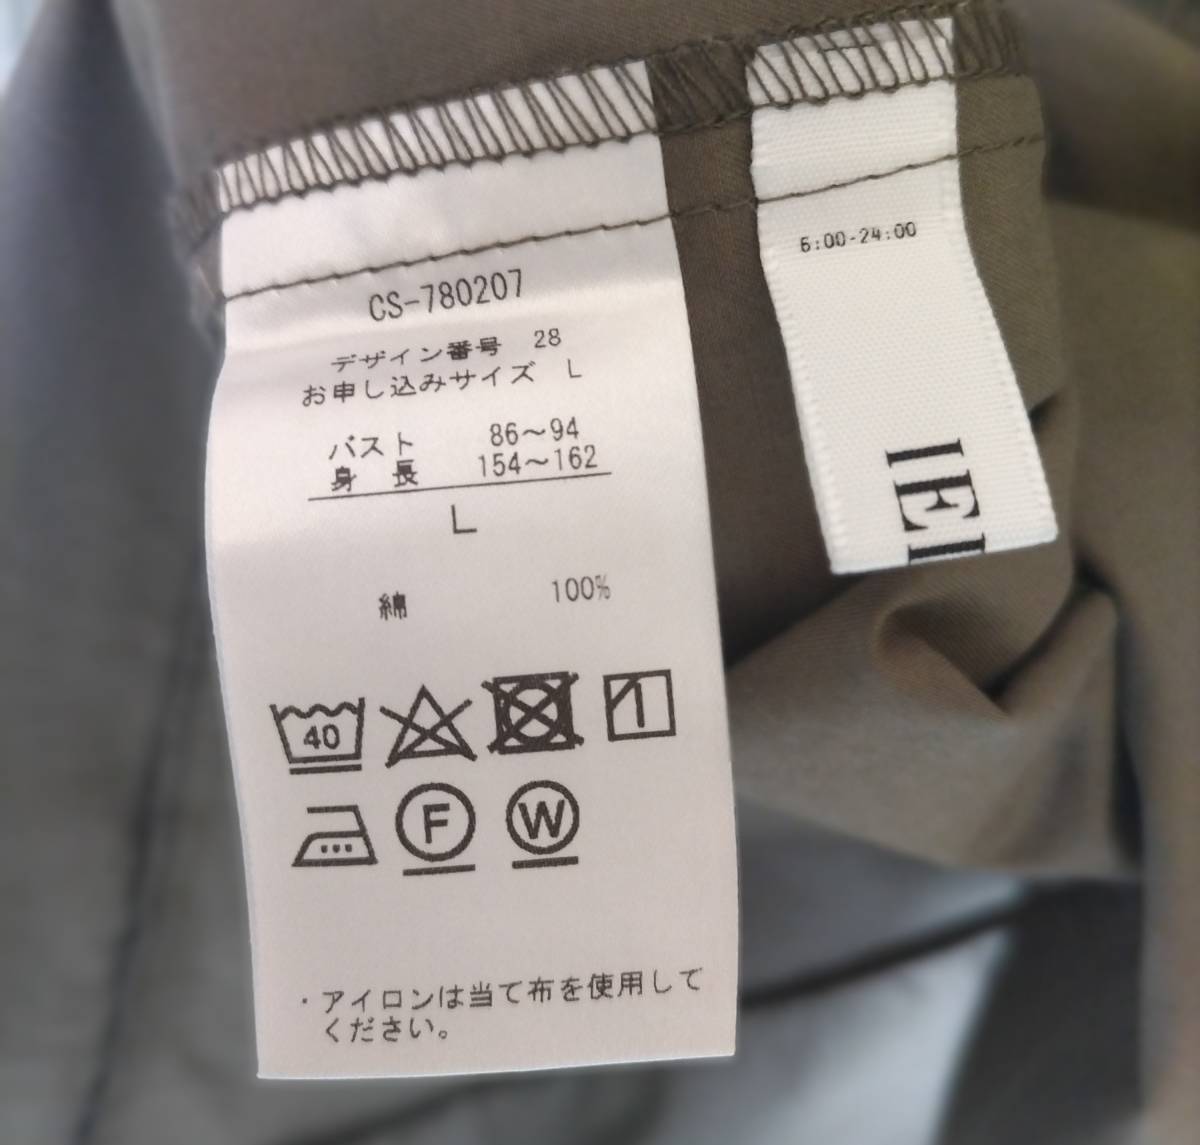 CS-780207
デザイン番号 28
お申し込みサイズ L
バスト 86～94
身長 154～162
L
綿 100%
40
F
W
・アイロンは当て布を使用して
ください。
6:00-24:00